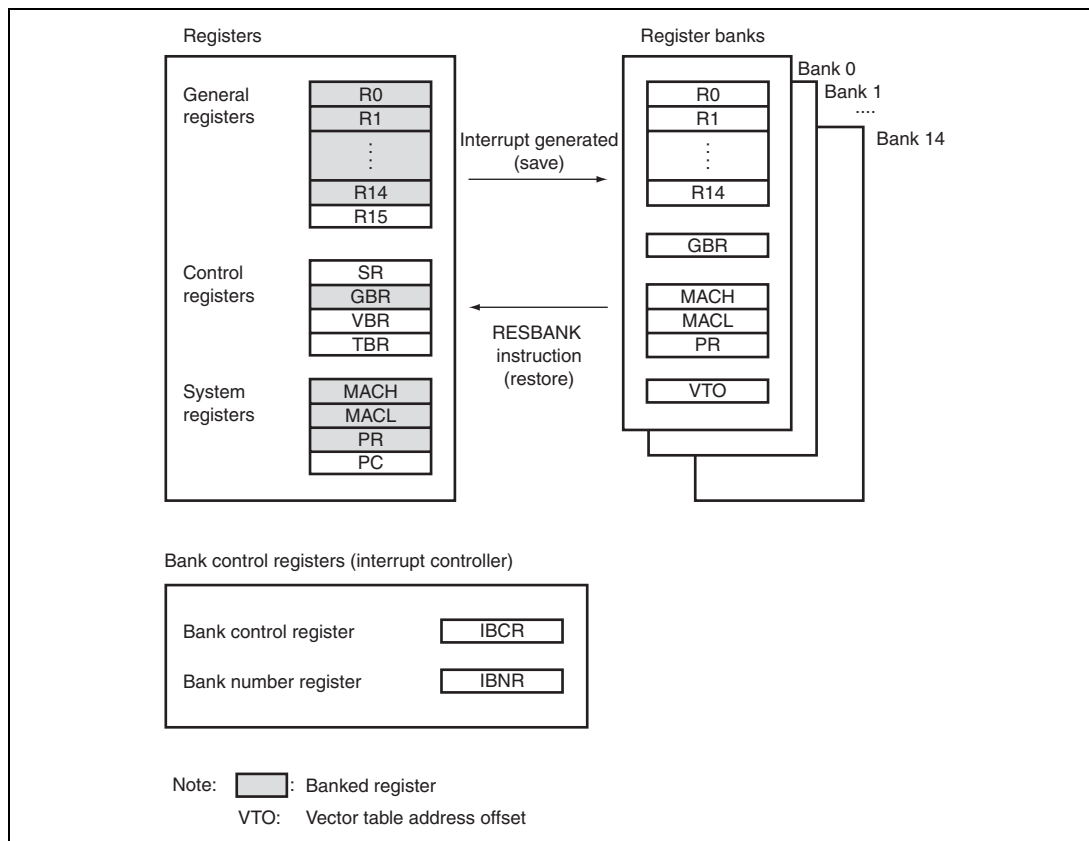 Registers
General
registers
R0
R1
⋮
R14
R15
Control
registers
SR
GBR
VBR
TBR
System
registers
MACH
MACL
PR
PC
Interrupt generated
(save)
RESBANK
instruction
(restore)
Register banks
Bank 0
Bank 1
....
Bank 14
R0
R1
⋮
R14
GBR
MACH
MACL
PR
VTO
Bank control registers (interrupt controller)
Bank control register IBCR
Bank number register IBNR
Note: : Banked register
VTO: Vector table address offset